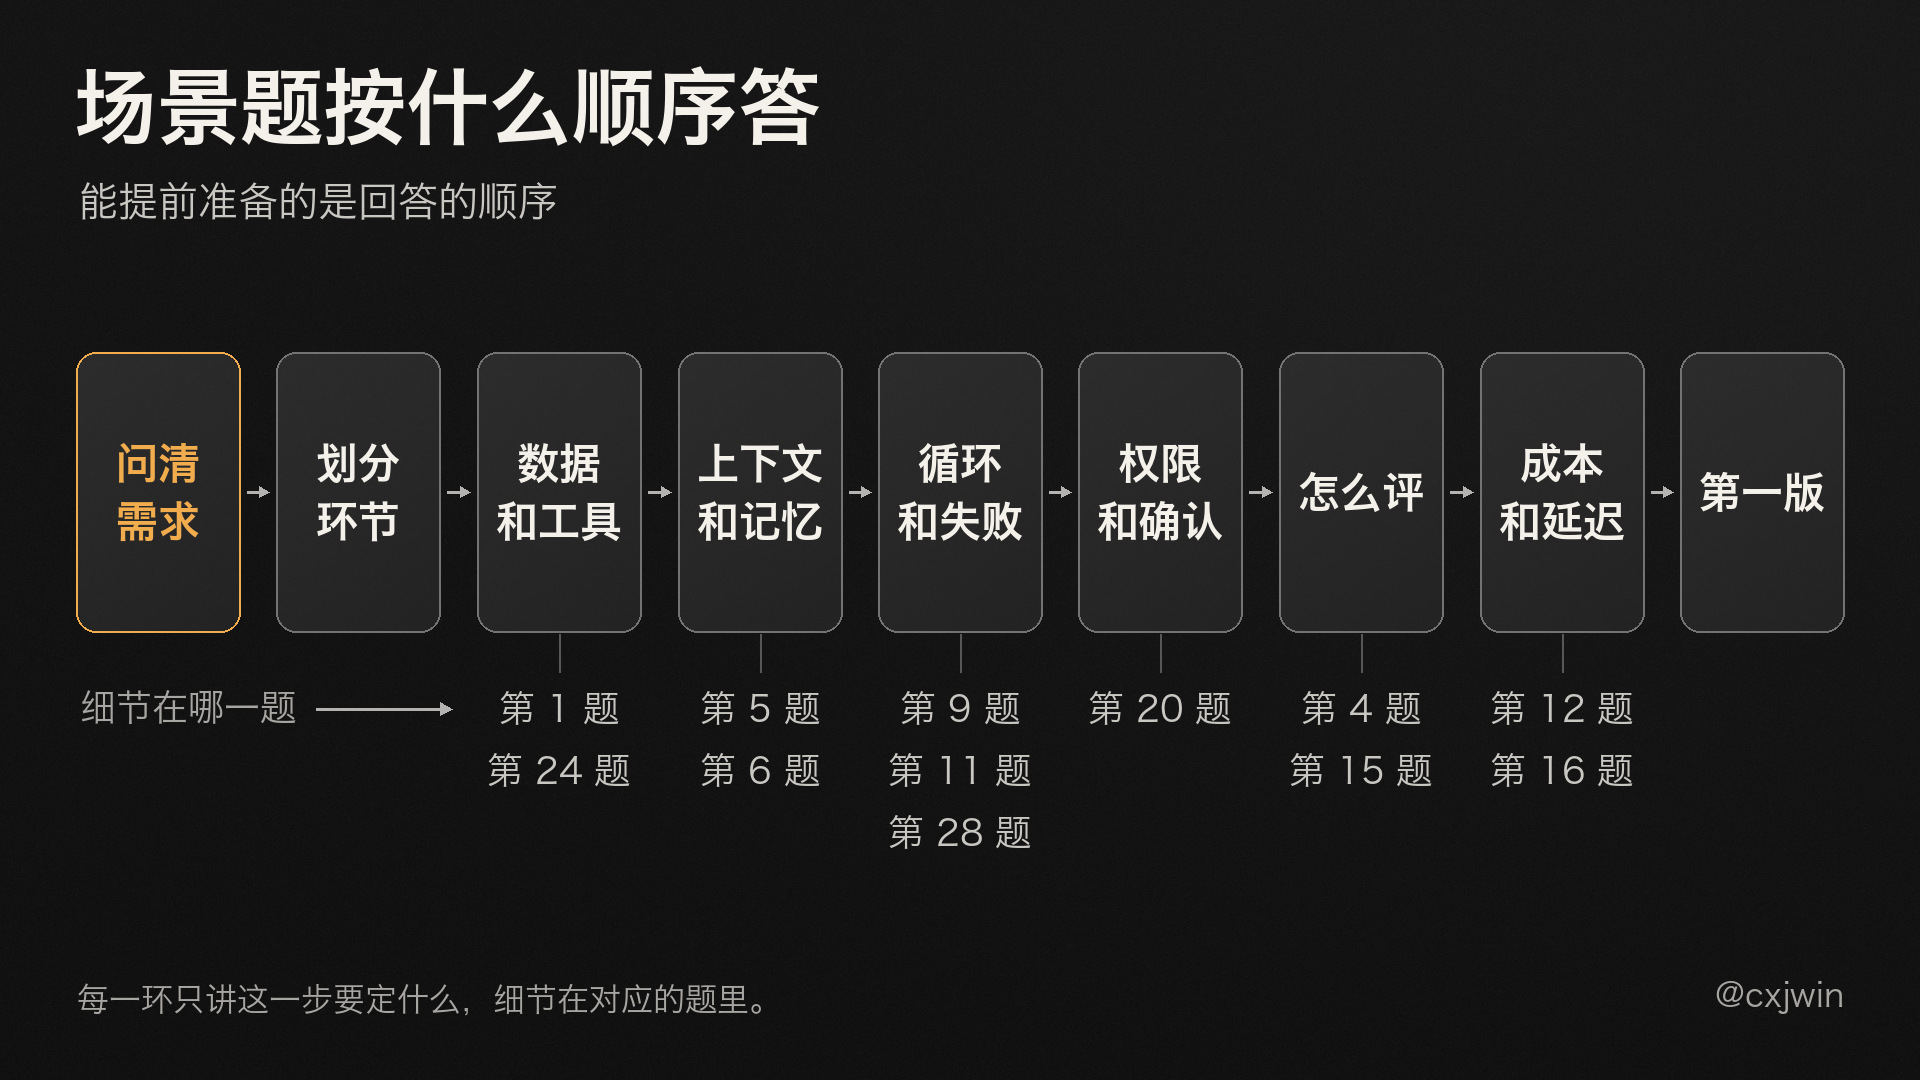 场景题按什么顺序答
能提前准备的是回答的顺序
问清
需求
划分
环节
数据
和工具
上下文
和记忆
循环
和失败
权限
和确认
怎么评
成本
和延迟
第一版
细节在哪一题
第 1 题
第 24 题
第 5 题
第 6 题
第 9 题
第 11 题
第 28 题
第 20 题
第 4 题
第 15 题
第 12 题
第 16 题
每一环只讲这一步要定什么，细节在对应的题里。
@cxjwin